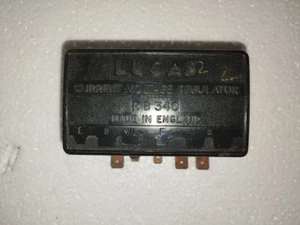 LUCAS
CURRENT VOLTAGE REGULATOR
RB 340
MADE IN ENGLAND
E